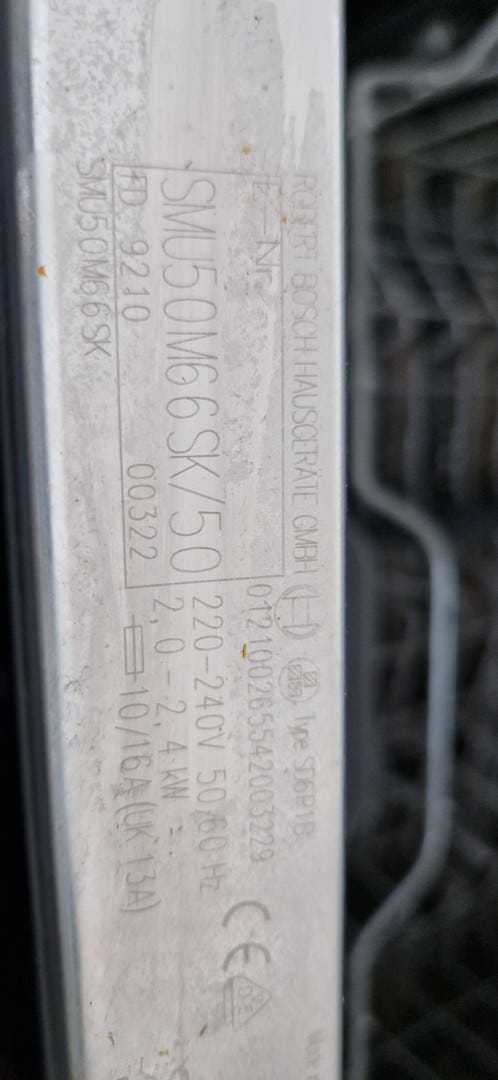 ROBERT BOSCH HAUSGERÄTE GMBH Type SD6P1B
E-Nr. 012100265542003229
SMU50M66SK/50 220-240V 50/60 Hz
2,0-2,4 kW
FD 9210 00322 10/16A (UK 13A)
SMU50M66SK
CE